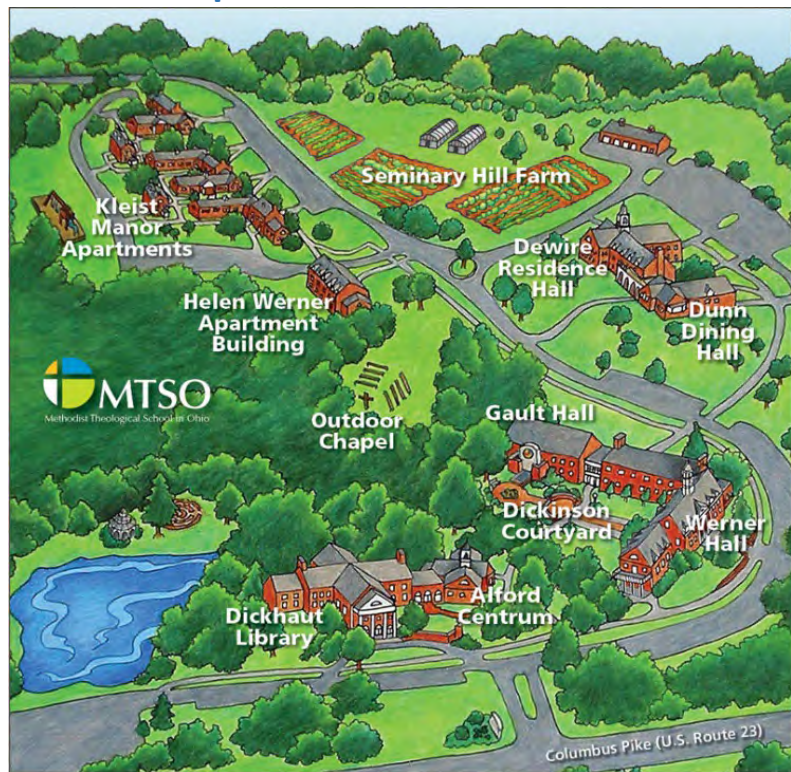 Seminary Hill Farm
Kleist
Manor
Apartments
Dewire
Residence
Hall
Helen Werner
Apartment
Building
Dunn
Dining
Hall
MTSO
Methodist Theological School in Ohio
Outdoor
Chapel
Gault Hall
Dickinson
Courtyard
Werner
Hall
Dickhaut
Library
Alford
Centrum
Columbus Pike (U.S. Route 23)